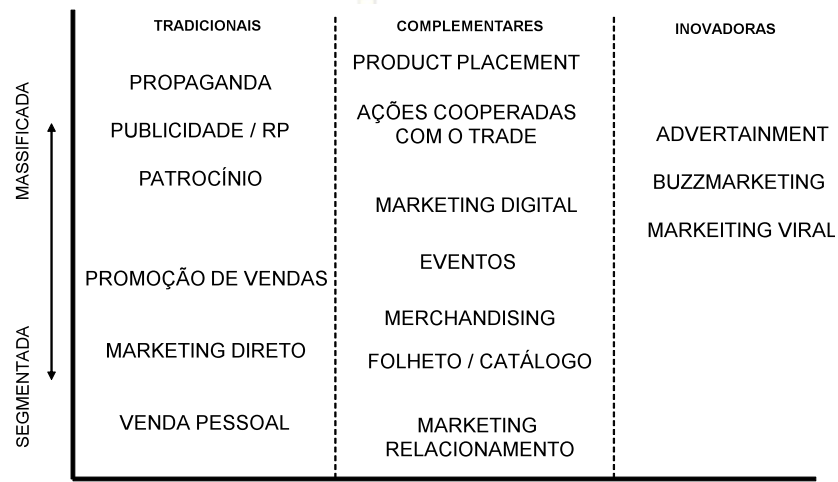 TRADICIONAIS
COMPLEMENTARES
INOVADORAS
MASSIFICADA
SEGMENTADA
PROPAGANDA
PUBLICIDADE / RP
PATROCÍNIO
PROMOÇÃO DE VENDAS
MARKETING DIRETO
VENDA PESSOAL
PRODUCT PLACEMENT
AÇÕES COOPERADAS
COM O TRADE
MARKETING DIGITAL
EVENTOS
MERCHANDISING
FOLHETO / CATÁLOGO
MARKETING
RELACIONAMENTO
ADVERTAINMENT
BUZZMARKETING
MARKEITING VIRAL